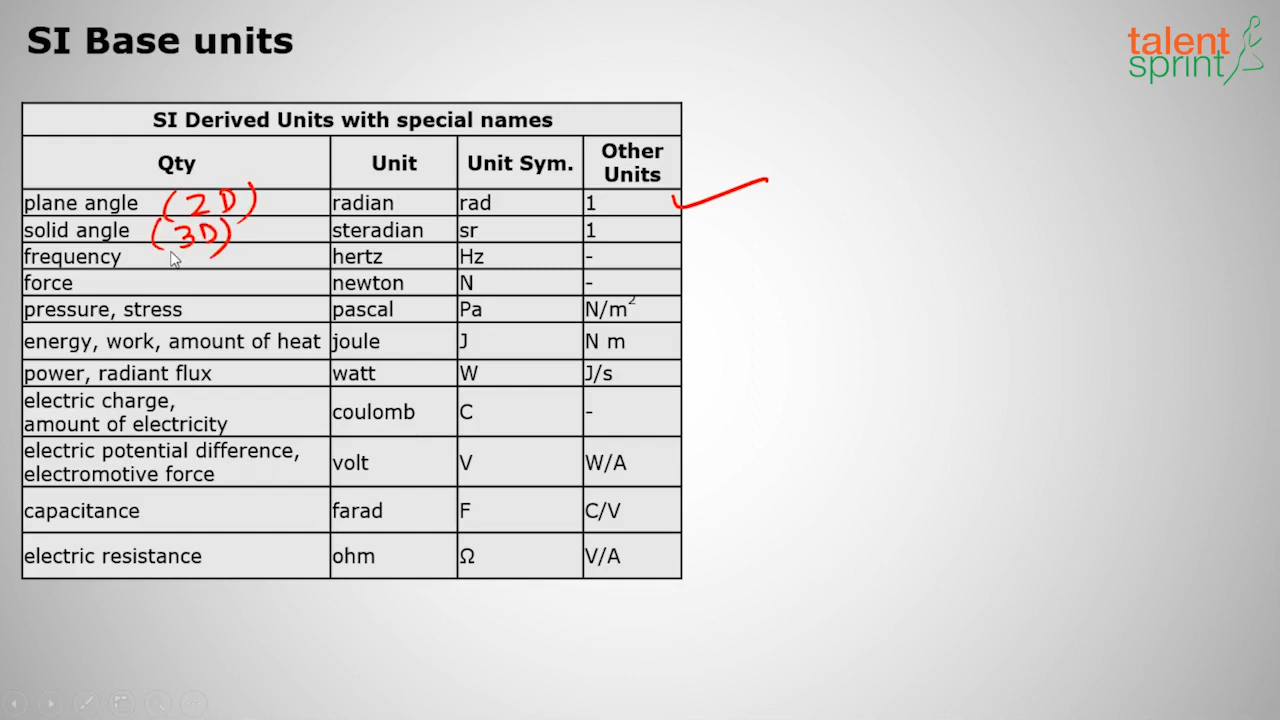 SI Base units
talent
sprint
SI Derived Units with special names
Qty Unit Unit Sym. Other Units
plane angle (2D) radian rad 1
solid angle (3D) steradian sr 1
frequency hertz Hz -
force newton N -
pressure, stress pascal Pa N/m²
energy, work, amount of heat joule J N m
power, radiant flux watt W J/s
electric charge,
amount of electricity coulomb C -
electric potential difference,
electromotive force volt V W/A
capacitance farad F C/V
electric resistance ohm Ω V/A